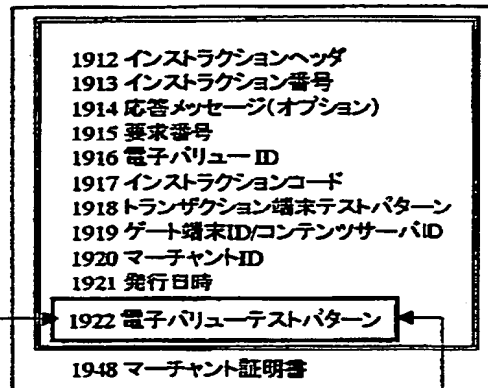 1912 インストラクションヘッダ
1913 インストラクション番号
1914 応答メッセージ(オプション)
1915 要求番号
1916 電子バリューID
1917 インストラクションコード
1918 トランザクション端末テストパターン
1919 ゲート端末ID/コンテンツサーバID
1920 マーチャントID
1921 発行日時
1922 電子バリューテストパターン
1948 マーチャント証明書